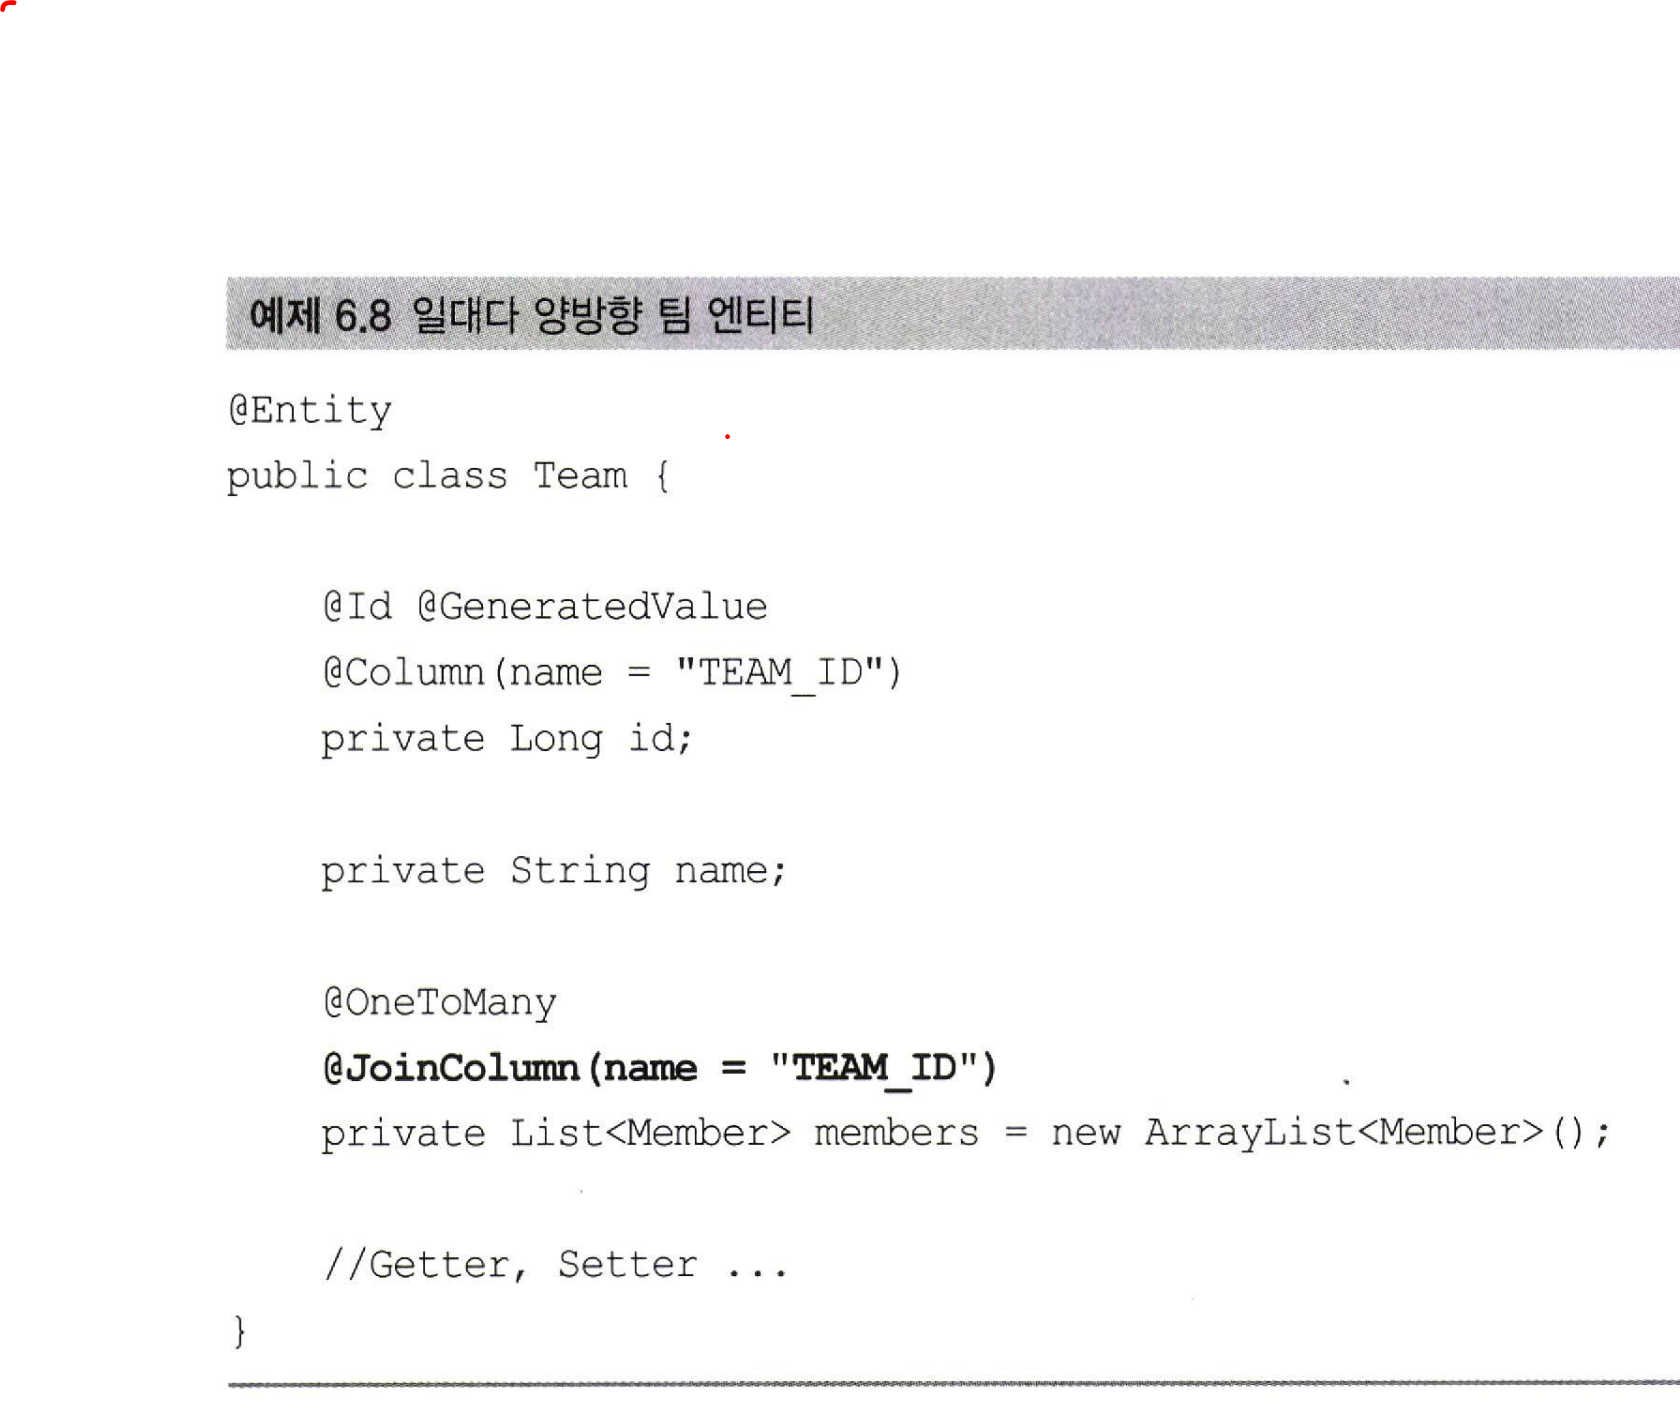 예제 6.8 일대다 양방향 팀 엔티티
@Entity
public class Team {
@Id @GeneratedValue
@Column(name = "TEAM_ID")
private Long id;
private String name;
@OneToMany
@JoinColumn(name = "TEAM_ID")
private List<Member> members = new ArrayList<Member>();
//Getter, Setter ...
}